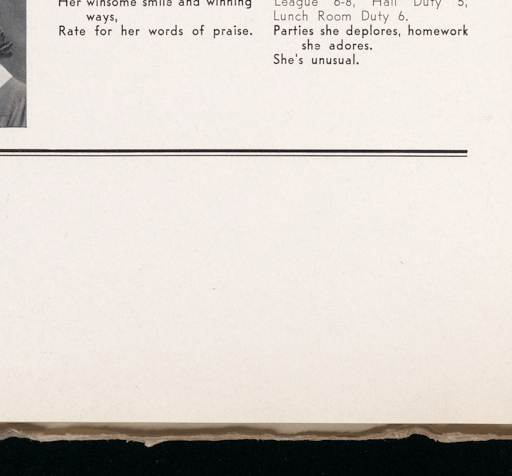 Her winsome smile and winning
ways,
Rate for her words of praise.
League 6-8, Hall Duty 5,
Lunch Room Duty 6.
Parties she deplores, homework
she adores.
She's unusual.